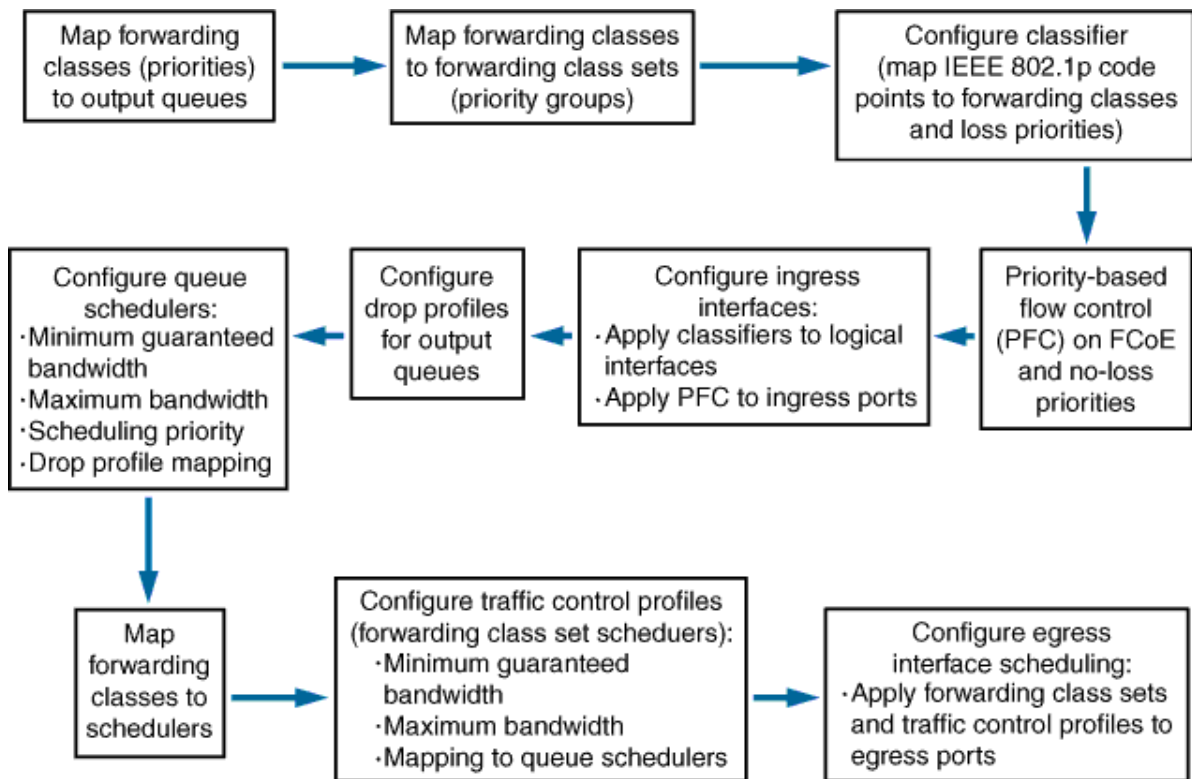 Map forwarding
classes (priorities)
to output queues
Map forwarding classes
to forwarding class sets
(priority groups)
Configure classifier
(map IEEE 802.1p code
points to forwarding classes
and loss priorities)
Priority-based
flow control
(PFC) on FCoE
and no-loss
priorities
Configure ingress
interfaces:
·Apply classifiers to logical
interfaces
·Apply PFC to ingress ports
Configure
drop profiles
for output
queues
Configure queue
schedulers:
·Minimum guaranteed
bandwidth
·Maximum bandwidth
·Scheduling priority
·Drop profile mapping
Map
forwarding
classes to
schedulers
Configure traffic control profiles
(forwarding class set scheduers):
·Minimum guaranteed
bandwidth
·Maximum bandwidth
·Mapping to queue schedulers
Configure egress
interface scheduling:
·Apply forwarding class sets
and traffic control profiles to
egress ports